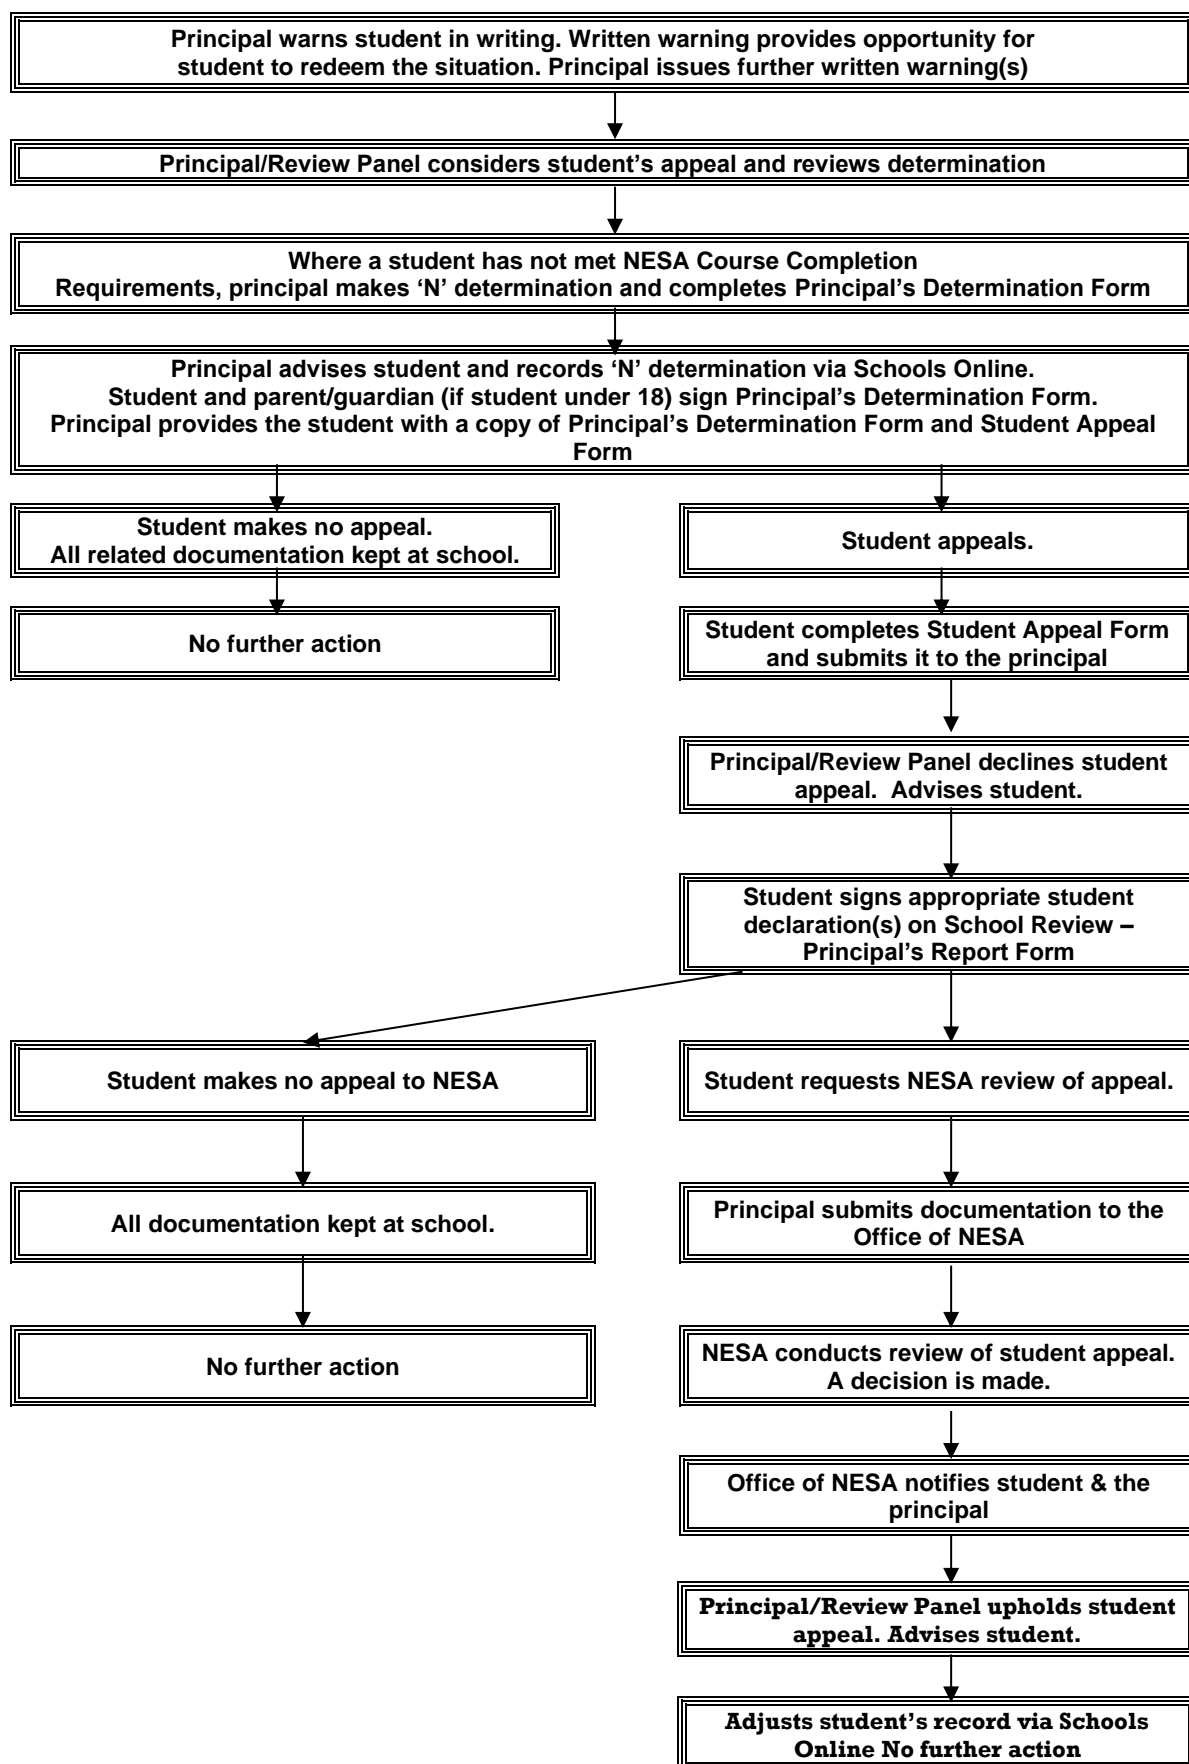 Principal warns student in writing. Written warning provides opportunity for
student to redeem the situation. Principal issues further written warning(s)
Principal/Review Panel considers student's appeal and reviews determination
Where a student has not met NESA Course Completion
Requirements, principal makes ‘N’ determination and completes Principal's Determination Form
Principal advises student and records ‘N’ determination via Schools Online.
Student and parent/guardian (if student under 18) sign Principal's Determination Form.
Principal provides the student with a copy of Principal's Determination Form and Student Appeal
Form
Student makes no appeal.
All related documentation kept at school.
Student appeals.
No further action
Student completes Student Appeal Form
and submits it to the principal
Principal/Review Panel declines student
appeal.  Advises student.
Student signs appropriate student
declaration(s) on School Review –
Principal's Report Form
Student makes no appeal to NESA
Student requests NESA review of appeal.
All documentation kept at school.
Principal submits documentation to the
Office of NESA
No further action
NESA conducts review of student appeal.
A decision is made.
Office of NESA notifies student & the
principal
Principal/Review Panel upholds student
appeal. Advises student.
Adjusts student's record via Schools
Online No further action